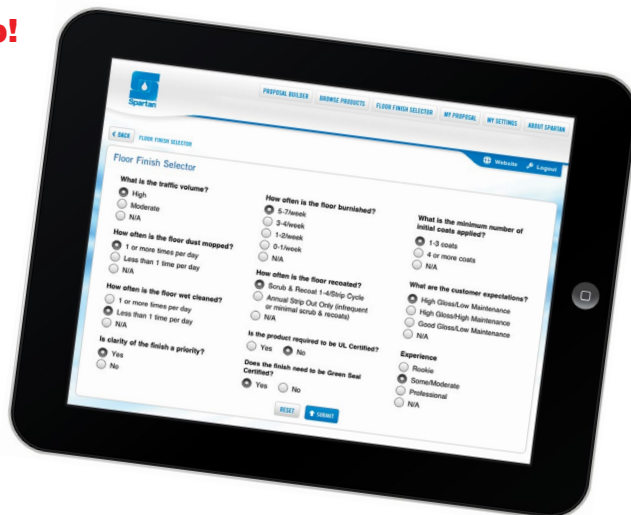 !
Spartan
PROPOSAL BUILDER
BROWSE PRODUCTS
FLOOR FINISH SELECTOR
MY PROPOSAL
MY SETTINGS
ABOUT SPARTAN
BACK
FLOOR FINISH SELECTOR
Website
Logout
Floor Finish Selector
What is the traffic volume?
High
Moderate
N/A
How often is the floor dust mopped?
1 or more times per day
Less than 1 time per day
N/A
How often is the floor wet cleaned?
1 or more times per day
Less than 1 time per day
N/A
Is clarity of the finish a priority?
Yes
No
How often is the floor burnished?
5-7/week
3-4/week
1-2/week
0-1/week
N/A
How often is the floor recoated?
Scrub & Recoat 1-4/Strip Cycle
Annual Strip Out Only (infrequent
or minimal scrub & recoats)
N/A
Is the product required to be UL Certified?
Yes No
Does the finish need to be Green Seal
Certified?
Yes No
What is the minimum number of
initial coats applied?
1-3 coats
4 or more coats
N/A
What are the customer expectations?
High Gloss/Low Maintenance
High Gloss/High Maintenance
Good Gloss/Low Maintenance
N/A
Experience
Rookie
Some/Moderate
Professional
N/A
RESET
SUBMIT